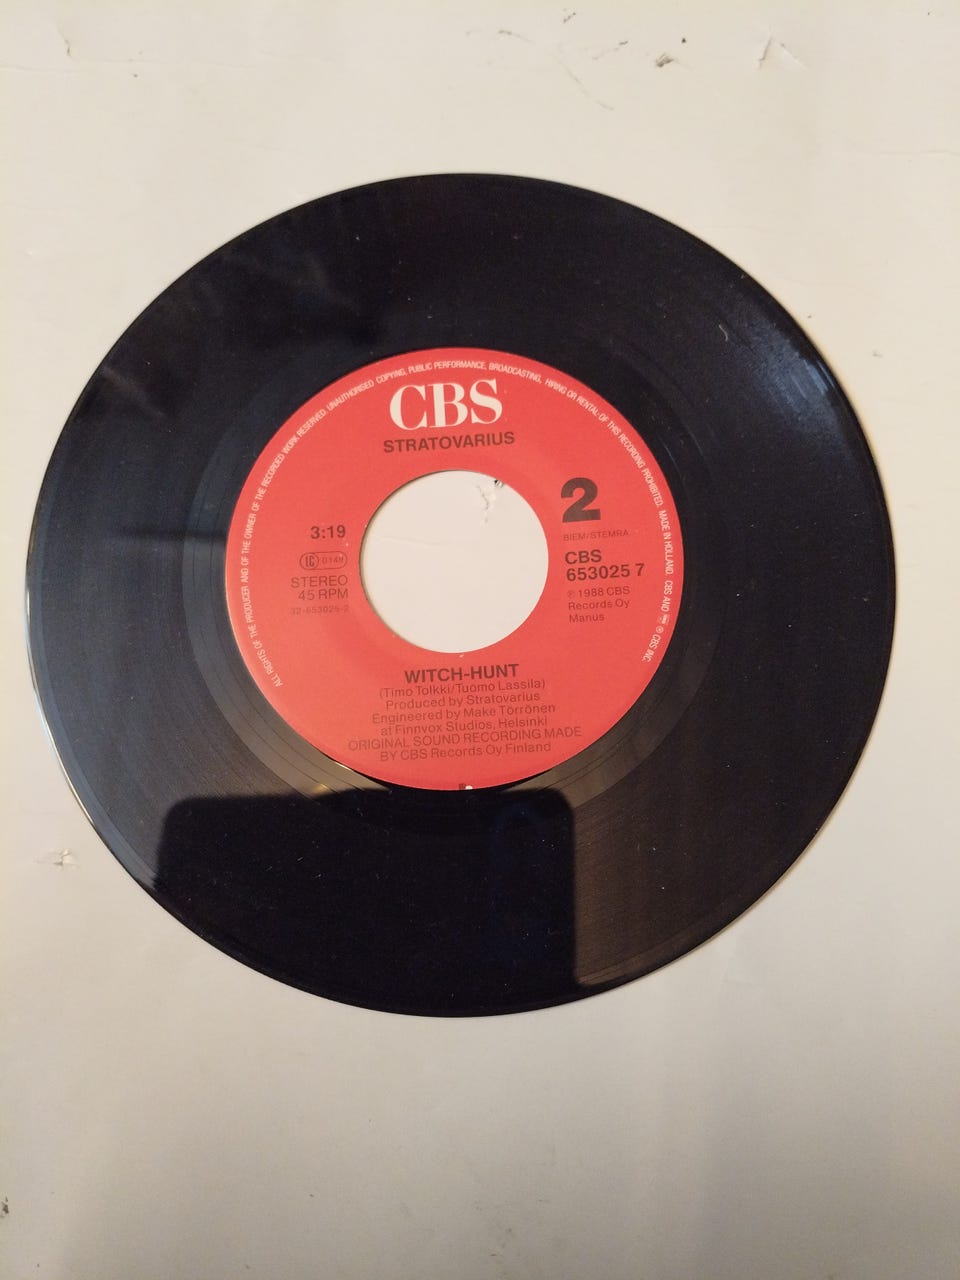 ALL RIGHTS OF THE PRODUCER AND OF THE OWNER OF THE RECORDED WORK RESERVED. UNAUTHORISED COPYING, PUBLIC PERFORMANCE, BROADCASTING, HIRING OR RENTAL OF THIS RECORDING PROHIBITED. MADE IN HOLLAND. CBS AND ® CBS INC.
CBS
STRATOVARIUS
2
3:19
BIEM/STEMRA
LC 0149
CBS
653025 7
STEREO
45 RPM
32-653025-2
℗ 1988 CBS
Records Oy
Manus
WITCH-HUNT
(Timo Tolkki/Tuomo Lassila)
Produced by Stratovarius
Engineered by Make Törrönen
at Finnvox Studios, Helsinki
ORIGINAL SOUND RECORDING MADE
BY CBS Records Oy Finland